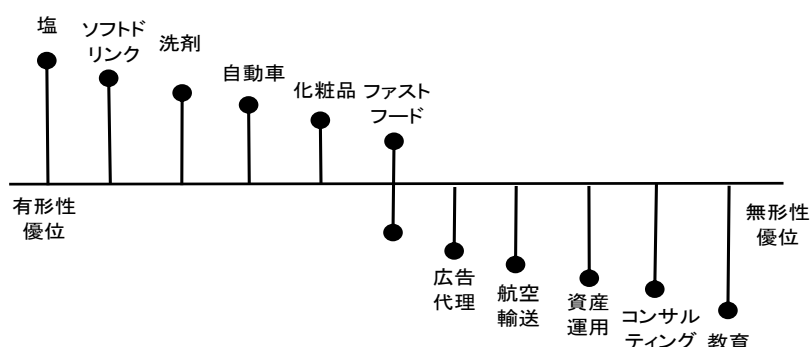 塩
ソフトド
リンク
洗剤
自動車
化粧品
ファスト
フード
有形性
優位
無形性
優位
広告
代理
航空
輸送
資産
運用
コンサル
ティング
教育